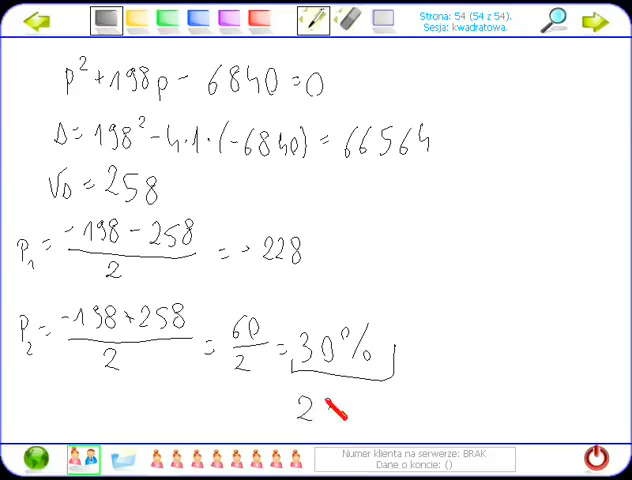 Strona: 54 (54 z 54).
Sesja: kwadratowa.
p² + 198p - 6840 = 0
Δ = 198² - 4·1·(-6840) = 66564
√Δ = 258
p₁ = (-198 - 258)/2 = -228
p₂ = (-198 + 258)/2 = 60/2 = 30%
2
Numer klienta na serwerze: BRAK
Dane o koncie: ()